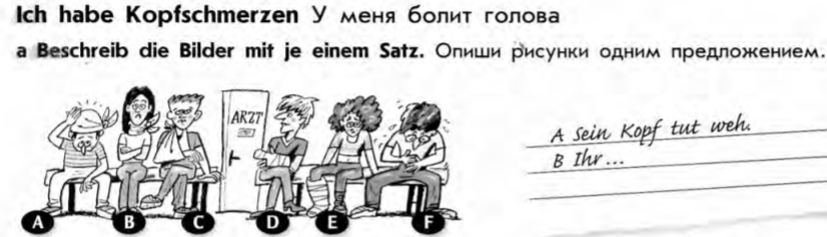 Ich habe Kopfschmerzen У меня болит голова
a Beschreib die Bilder mit je einem Satz. Опиши рисунки одним предложением.
ARZT
A Sein Kopf tut weh.
B Ihr ...
A B C D E F